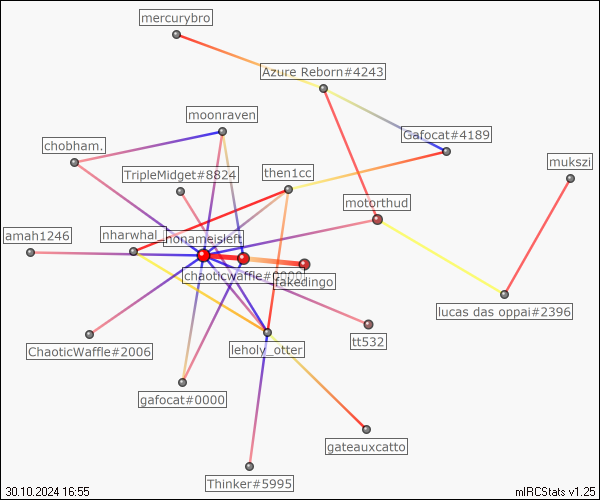 mercurybro
Azure Reborn#4243
moonraven
Gafocat#4189
chobham.
mukszi
TripleMidget#8824
then1cc
motorthud
amah1246
nharwhal_
nonameisleft
chaoticwaffle#0000
fakedingo
lucas das oppai#2396
ChaoticWaffle#2006
leholy_otter
tt532
gafocat#0000
gateauxcatto
Thinker#5995
30.10.2024 16:55
mIRCStats v1.25